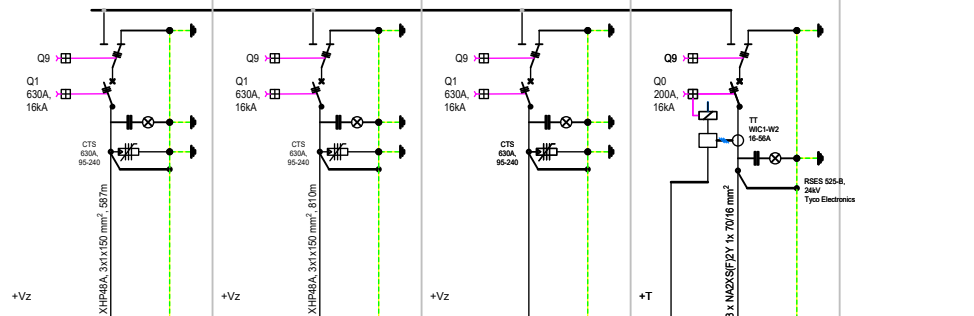 Q9
Q1
630A,
16kA
CTS
630A,
95-240
XHP48A, 3x1x150 mm², 587m
+Vz
Q9
Q1
630A,
16kA
CTS
630A,
95-240
XHP48A, 3x1x150 mm², 810m
+Vz
Q9
Q1
630A,
16kA
CTS
630A,
95-240
+Vz
Q9
Q0
200A,
16kA
TT
WIC1-W2
16-56A
RSES 525-B,
24kV
Tyco Electronics
3 x NA2XS(F)2Y 1x 70/16 mm²
+T